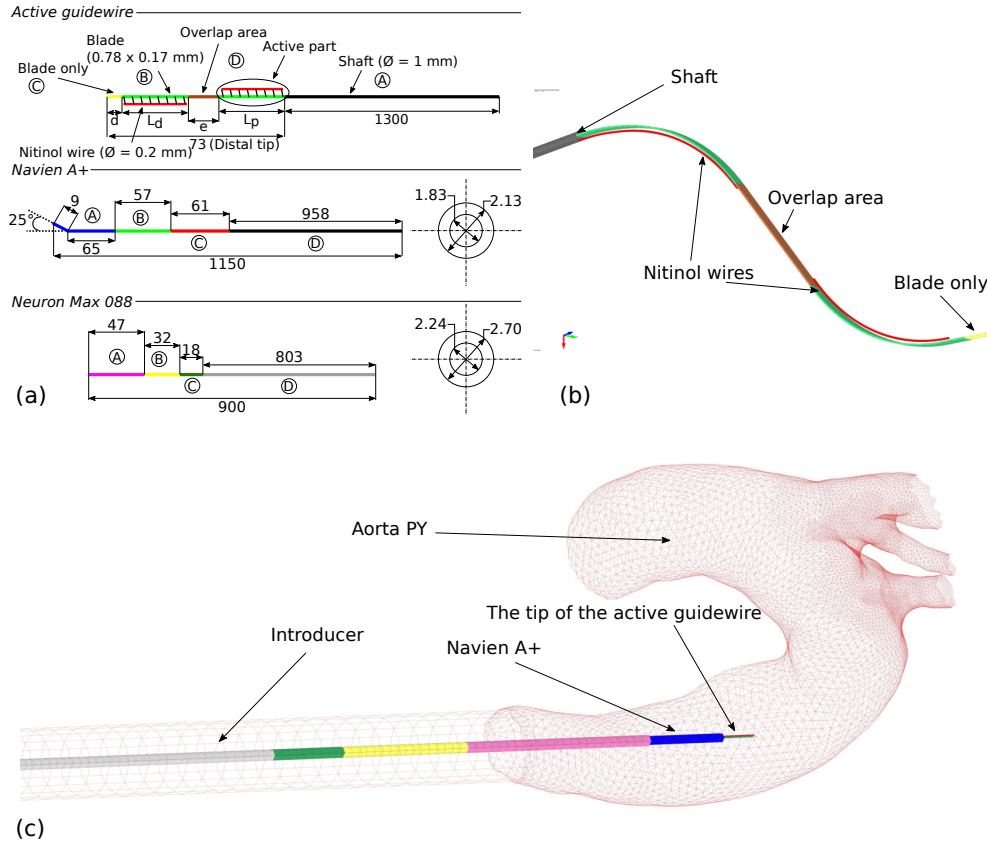 Active guidewire
Overlap area
Blade
(0.78 x 0.17 mm)
Ⓓ
Active part
Shaft (Ø = 1 mm)
Blade only
Ⓒ
Ⓑ
Ⓐ
d
Ld
e
Lp
1300
73 (Distal tip)
Nitinol wire (Ø = 0.2 mm)
Navien A+
9
57
61
958
25°
Ⓐ
Ⓑ
Ⓒ
Ⓓ
65
1150
1.83
2.13
Neuron Max 088
47
32
18
803
Ⓐ
Ⓑ
Ⓒ
Ⓓ
900
2.24
2.70
(a)
Shaft
Overlap area
Nitinol wires
Blade only
(b)
Aorta PY
The tip of the active guidewire
Introducer
Navien A+
(c)